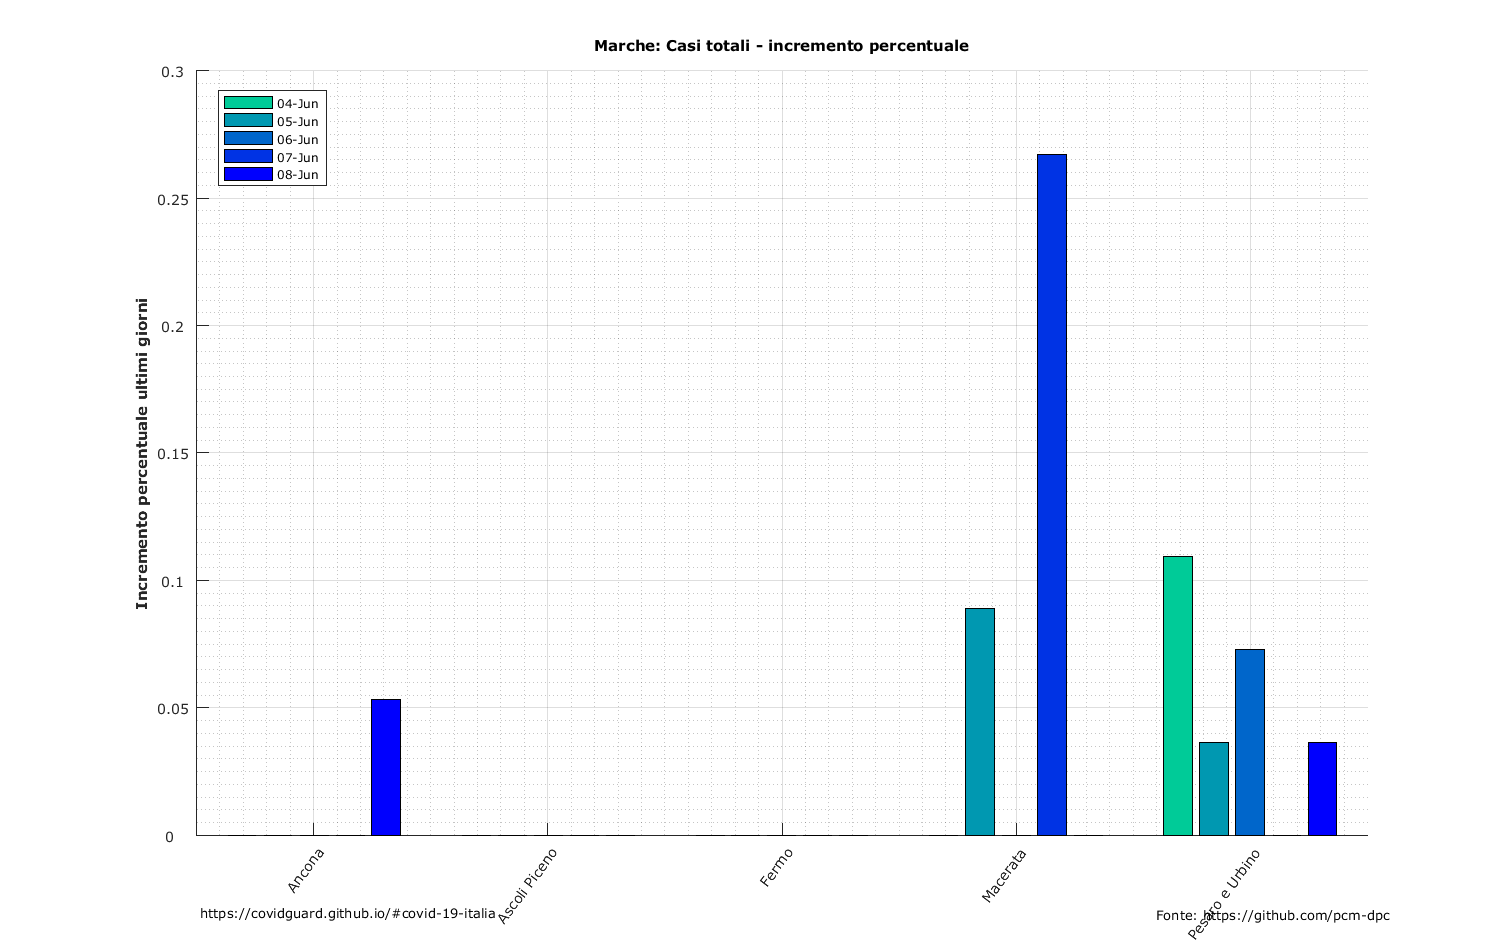 Marche: Casi totali - incremento percentuale
0.3
0.25
0.2
0.15
0.1
0.05
0
04-Jun
05-Jun
06-Jun
07-Jun
08-Jun
Incremento percentuale ultimi giorni
Ancona
Ascoli Piceno
Fermo
Macerata
Pesaro e Urbino
https://covidguard.github.io/#covid-19-italia
Fonte: https://github.com/pcm-dpc